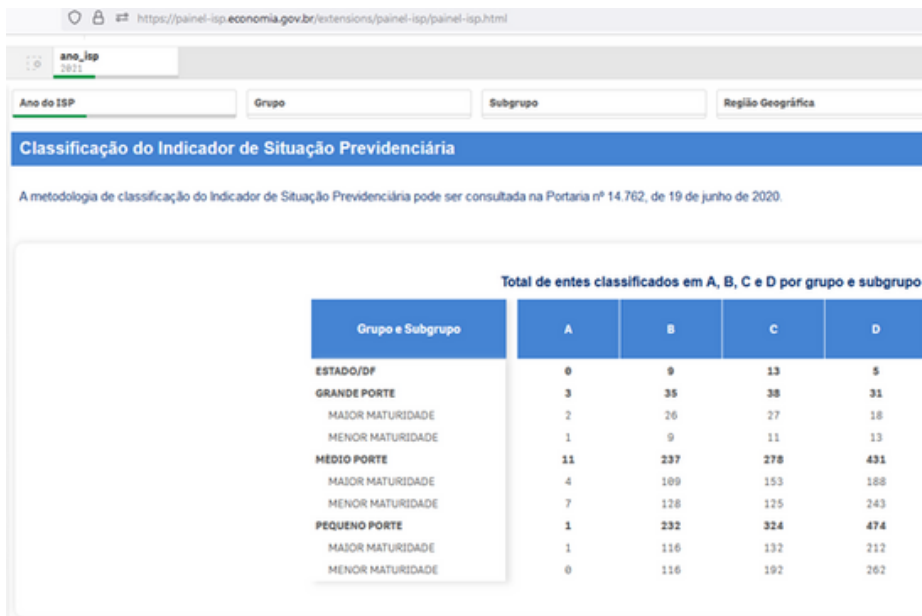 https://painel-isp.economia.gov.br/extensions/painel-isp/painel-isp.html
ano_isp
2021
Ano do ISP Grupo Subgrupo Região Geográfica
Classificação do Indicador de Situação Previdenciária
A metodologia de classificação do Indicador de Situação Previdenciária pode ser consultada na Portaria nº 14.762, de 19 de junho de 2020.
Total de entes classificados em A, B, C e D por grupo e subgrupo
Grupo e Subgrupo A B C D
ESTADO/DF 0 9 13 5
GRANDE PORTE 3 35 38 31
MAIOR MATURIDADE 2 26 27 18
MENOR MATURIDADE 1 9 11 13
MÉDIO PORTE 11 237 278 431
MAIOR MATURIDADE 4 109 153 188
MENOR MATURIDADE 7 128 125 243
PEQUENO PORTE 1 232 324 474
MAIOR MATURIDADE 1 116 132 212
MENOR MATURIDADE 0 116 192 262